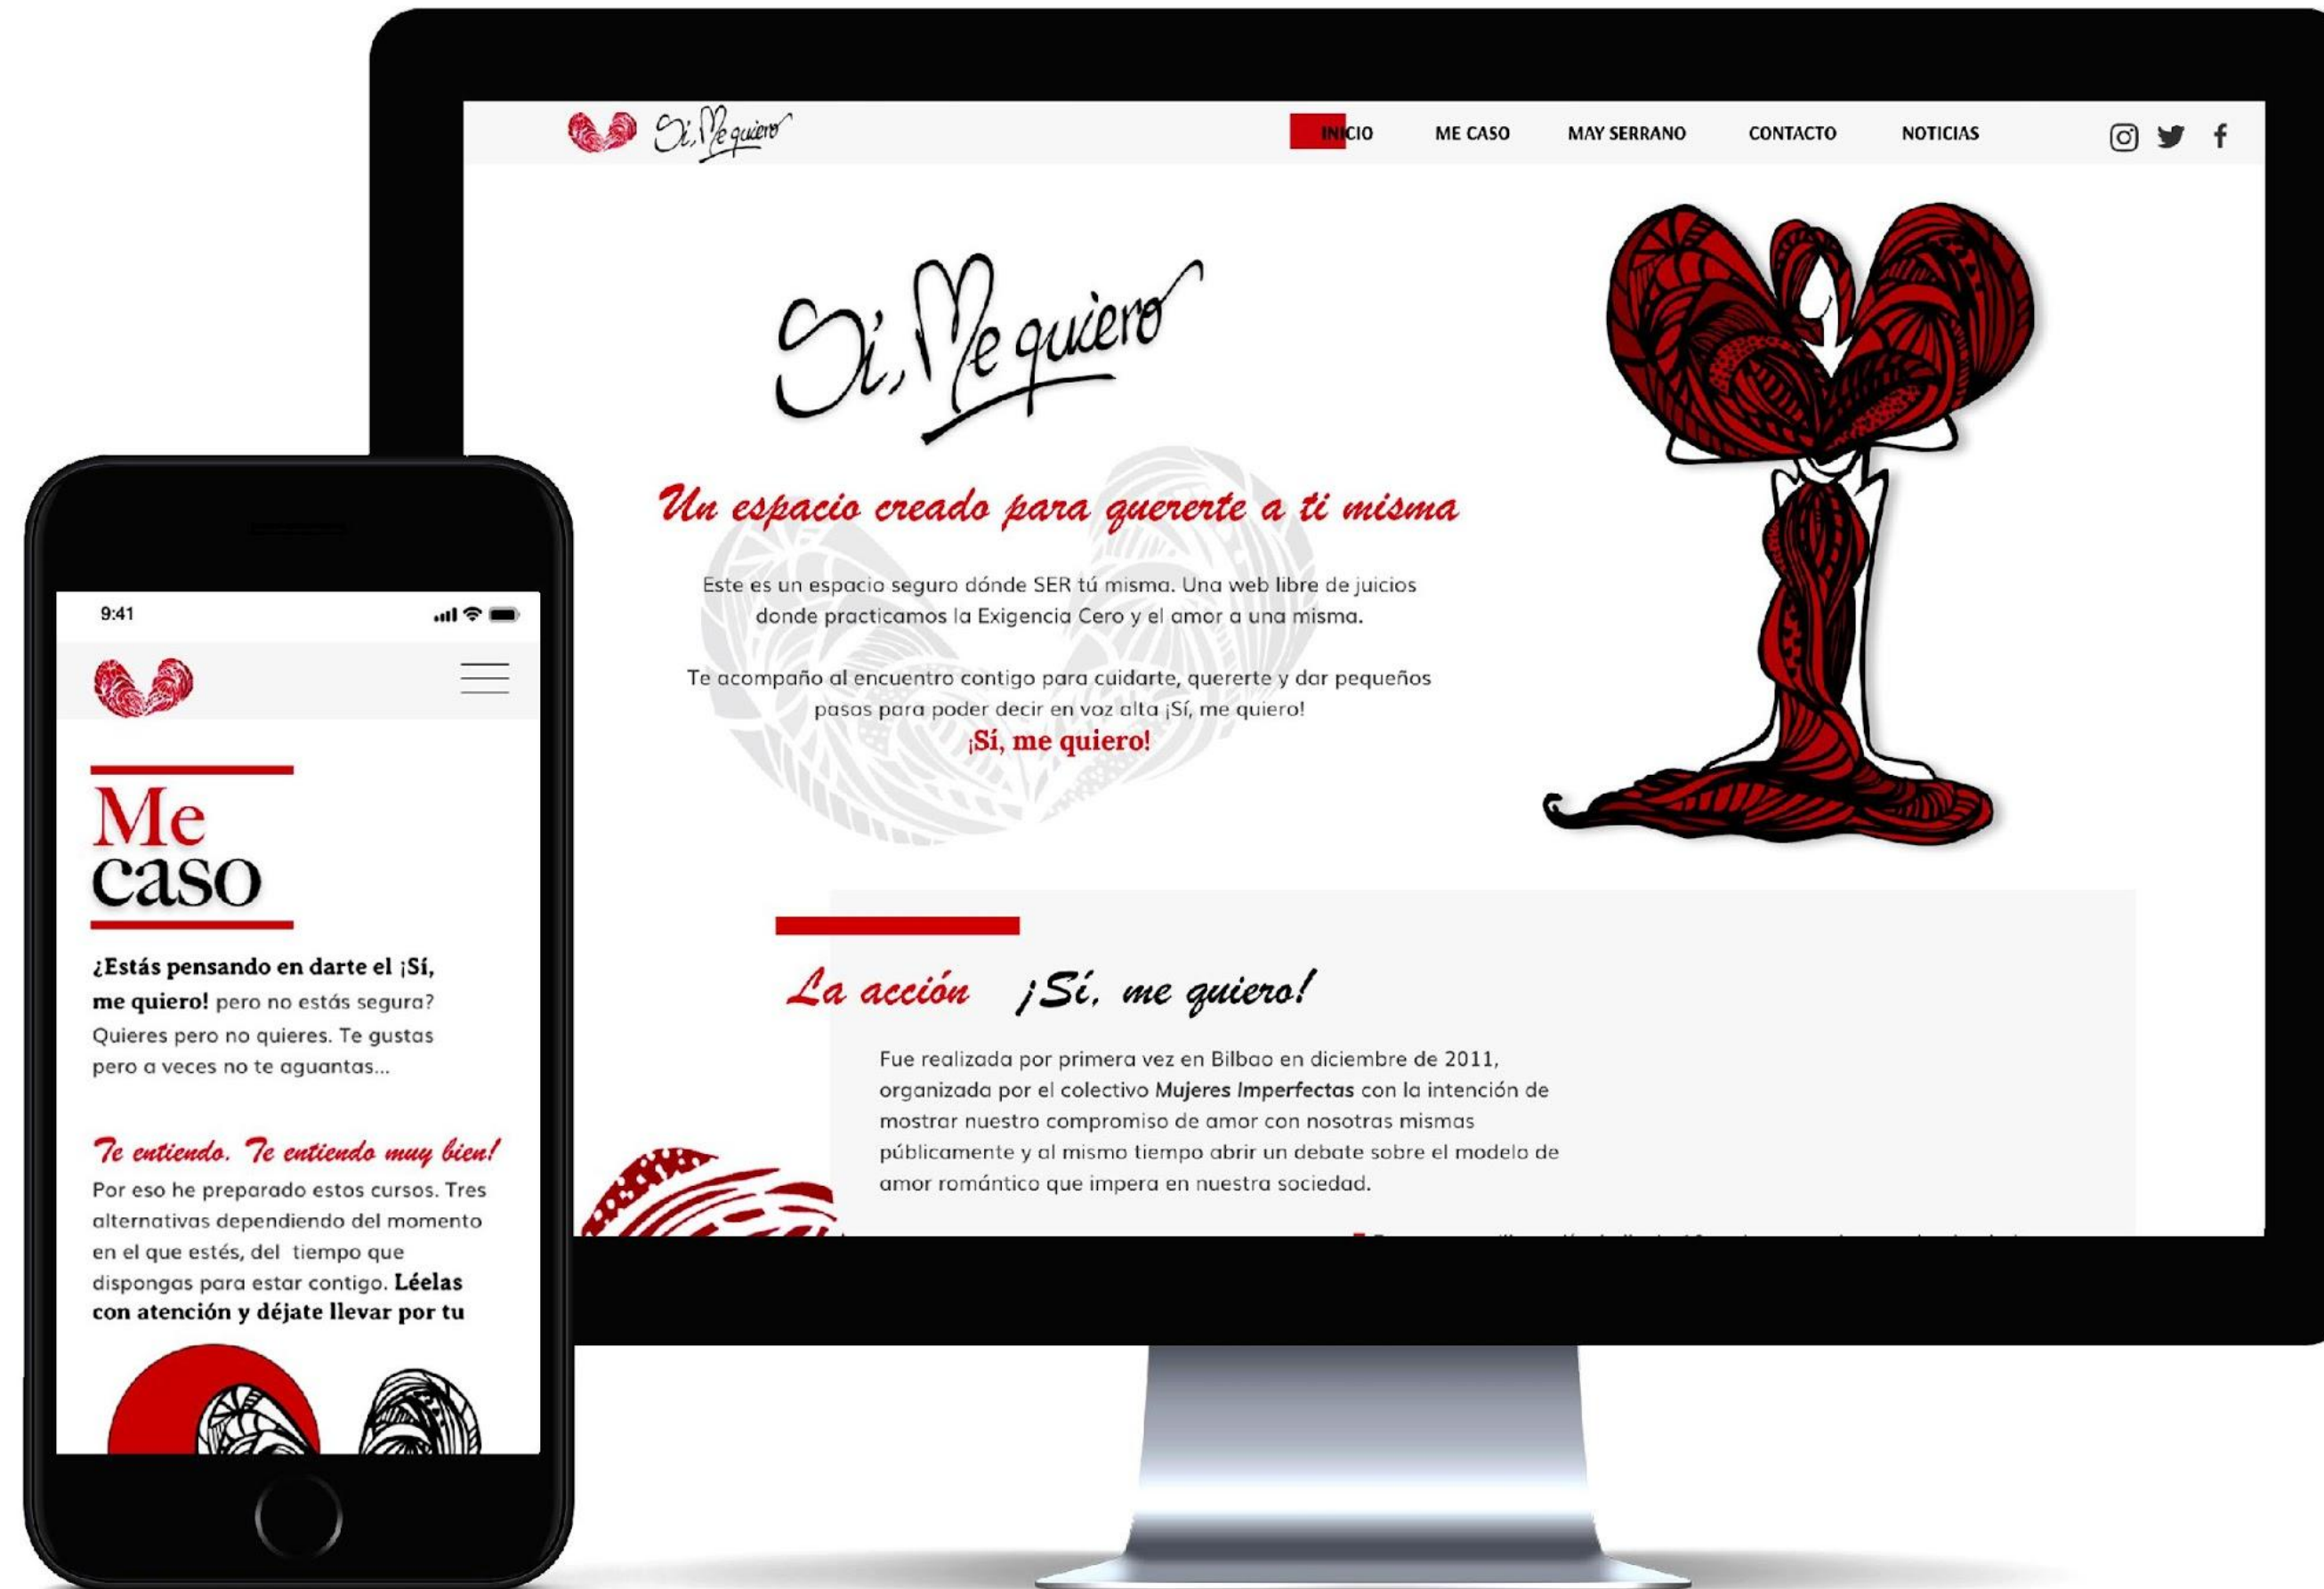 Si, Me quiero
INICIO ME CASO MAY SERRANO CONTACTO NOTICIAS
Si, Me quiero
Un espacio creado para quererte a ti misma
Este es un espacio seguro dónde SER tú misma. Una web libre de juicios
donde practicamos la Exigencia Cero y el amor a una misma.
Te acompaño al encuentro contigo para cuidarte, quererte y dar pequeños
pasos para poder decir en voz alta ¡Sí, me quiero!
¡Sí, me quiero!
La acción ¡Sí, me quiero!
Fue realizada por primera vez en Bilbao en diciembre de 2011,
organizada por el colectivo Mujeres Imperfectas con la intención de
mostrar nuestro compromiso de amor con nosotras mismas
públicamente y al mismo tiempo abrir un debate sobre el modelo de
amor romántico que impera en nuestra sociedad.
9:41
Me
caso
¿Estás pensando en darte el ¡Sí,
me quiero! pero no estás segura?
Quieres pero no quieres. Te gustas
pero a veces no te aguantas...
Te entiendo. Te entiendo muy bien!
Por eso he preparado estos cursos. Tres
alternativas dependiendo del momento
en el que estés, del tiempo que
dispongas para estar contigo. Léelas
con atención y déjate llevar por tu